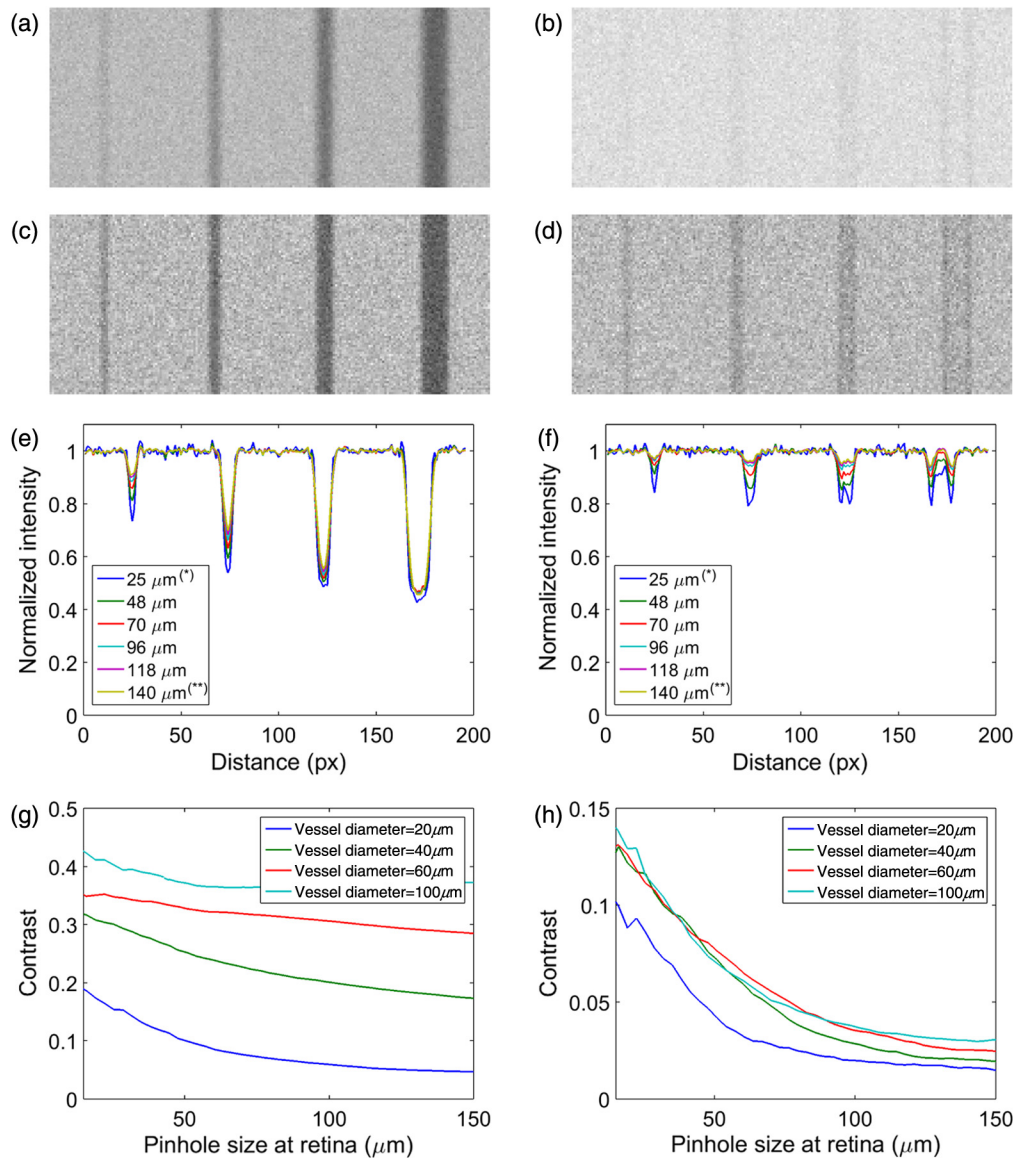 (a)
(b)
(c)
(d)
(e)
Normalized intensity
1
0.8
0.6
0.4
0.2
0
25 μm(*)
48 μm
70 μm
96 μm
118 μm
140 μm(**)
0 50 100 150 200
Distance (px)
(f)
Normalized intensity
1
0.8
0.6
0.4
0.2
0
25 μm(*)
48 μm
70 μm
96 μm
118 μm
140 μm(**)
0 50 100 150 200
Distance (px)
(g)
Contrast
0.5
0.4
0.3
0.2
0.1
0
Vessel diameter=20μm
Vessel diameter=40μm
Vessel diameter=60μm
Vessel diameter=100μm
50 100 150
Pinhole size at retina (μm)
(h)
Contrast
0.15
0.1
0.05
0
Vessel diameter=20μm
Vessel diameter=40μm
Vessel diameter=60μm
Vessel diameter=100μm
50 100 150
Pinhole size at retina (μm)